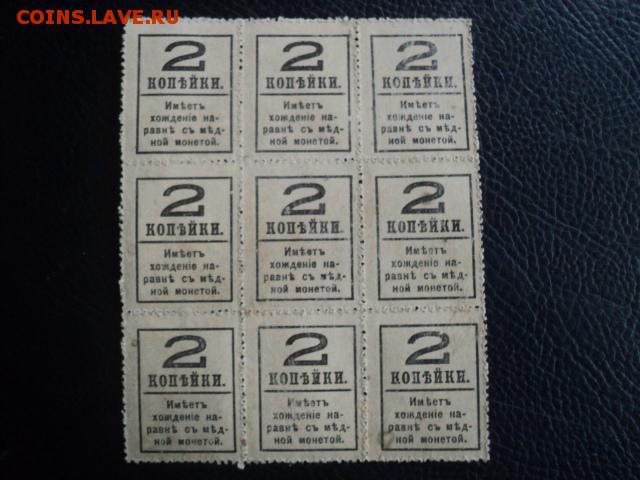 COINS.LAVE.RU
2 2 2
КОПѢЙКИ. КОПѢЙКИ. КОПѢЙКИ.
Имѣетъ Имѣетъ Имѣетъ
хожденіе на- хожденіе на- хожденіе на-
равнѣ съ мѣд- равнѣ съ мѣд- равнѣ съ мѣд-
ной монетой. ной монетой. ной монетой.
2 2 2
КОПѢЙКИ. КОПѢЙКИ. КОПѢЙКИ.
Имѣетъ Имѣетъ Имѣетъ
хожденіе на- хожденіе на- хожденіе на-
равнѣ съ мѣд- равнѣ съ мѣд- равнѣ съ мѣд-
ной монетой. ной монетой. ной монетой.
2 2 2
КОПѢЙКИ. КОПѢЙКИ. КОПѢЙКИ.
Имѣетъ Имѣетъ Имѣетъ
хожденіе на- хожденіе на- хожденіе на-
равнѣ съ мѣд- равнѣ съ мѣд- равнѣ съ мѣд-
ной монетой. ной монетой. ной монетой.